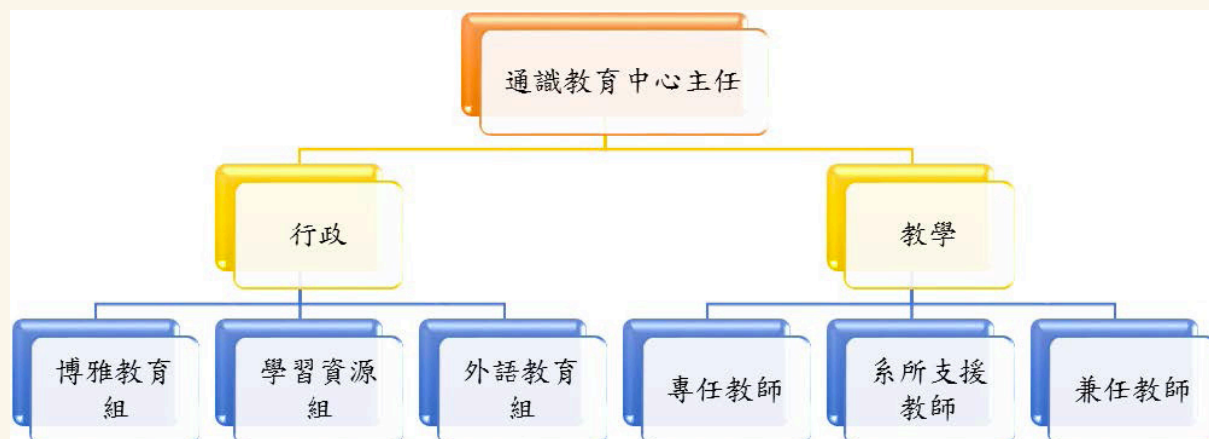 通識教育中心主任
行政
教學
博雅教育
組
學習資源
組
外語教育
組
專任教師
系所支援
教師
兼任教師